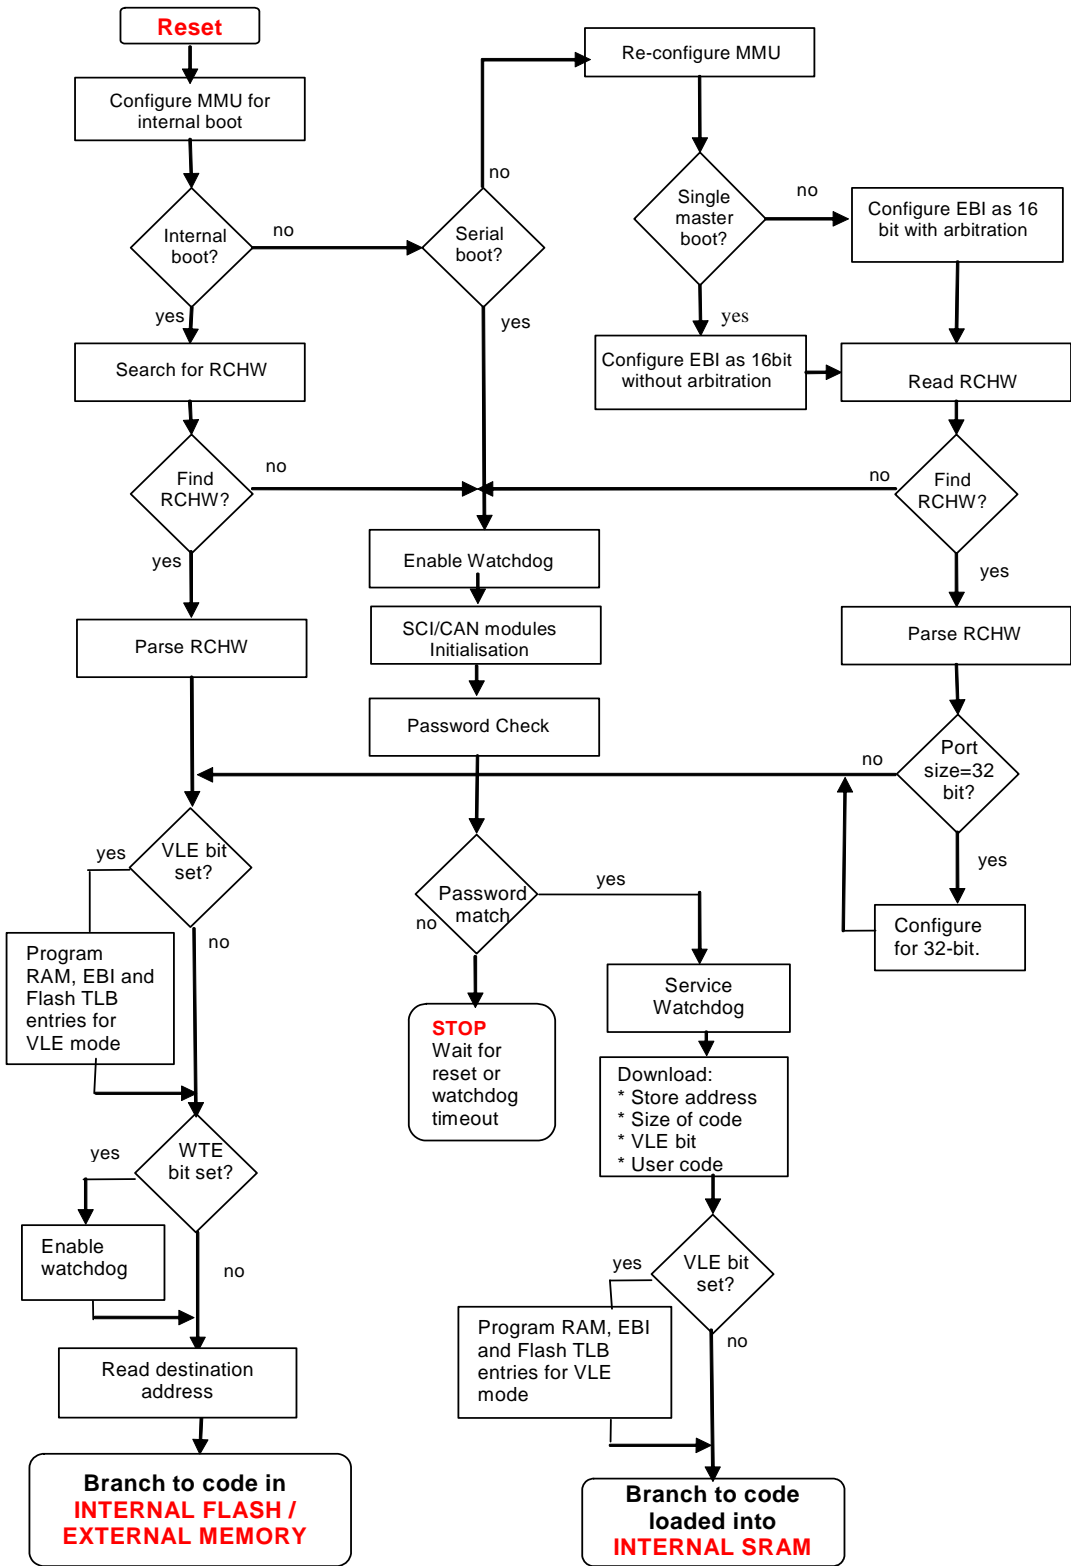 Reset
Configure MMU for
internal boot
Internal
boot?
no
yes
Search for RCHW
Find
RCHW?
no
yes
Parse RCHW
VLE bit
set?
yes
no
Program
RAM, EBI and
Flash TLB
entries for
VLE mode
WTE
bit set?
yes
no
Enable
watchdog
Read destination
address
Branch to code in
INTERNAL FLASH /
EXTERNAL MEMORY
Serial
boot?
no
yes
Enable Watchdog
SCI/CAN modules
Initialisation
Password Check
Password
match
no
yes
STOP
Wait for
reset or
watchdog
timeout
Service
Watchdog
Download:
* Store address
* Size of code
* VLE bit
* User code
VLE bit
set?
yes
no
Program RAM, EBI
and Flash TLB
entries for VLE
mode
Branch to code
loaded into
INTERNAL SRAM
Re-configure MMU
Single
master
boot?
no
yes
Configure EBI as 16
bit with arbitration
Configure EBI as 16bit
without arbitration
Read RCHW
Find
RCHW?
no
yes
Parse RCHW
Port
size=32
bit?
no
yes
Configure
for 32-bit.